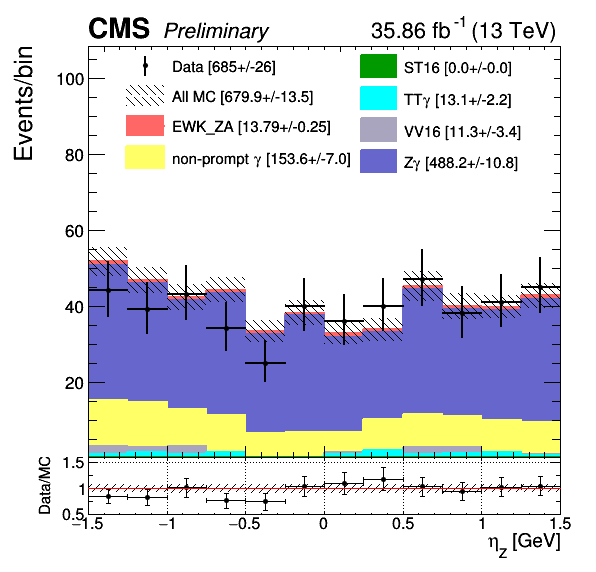 CMS Preliminary 35.86 fb⁻¹ (13 TeV)
Events/bin
100
80
60
40
20
Data [685+/-26]
All MC [679.9+/-13.5]
EWK_ZA [13.79+/-0.25]
non-prompt γ [153.6+/-7.0]
ST16 [0.0+/-0.0]
TTγ [13.1+/-2.2]
VV16 [11.3+/-3.4]
Zγ [488.2+/-10.8]
Data/MC
1.5
1
0.5
−1.5 −1 −0.5 0 0.5 1 1.5
η_Z [GeV]